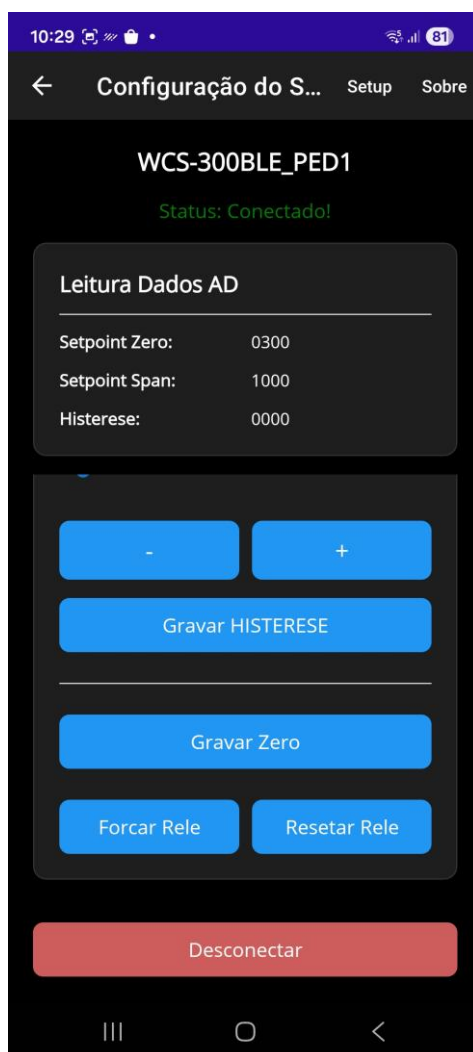 10:29
81
Configuração do S... Setup Sobre
WCS-300BLE_PED1
Status: Conectado!
Leitura Dados AD
Setpoint Zero: 0300
Setpoint Span: 1000
Histerese: 0000
- +
Gravar HISTERESE
Gravar Zero
Forcar Rele Resetar Rele
Desconectar